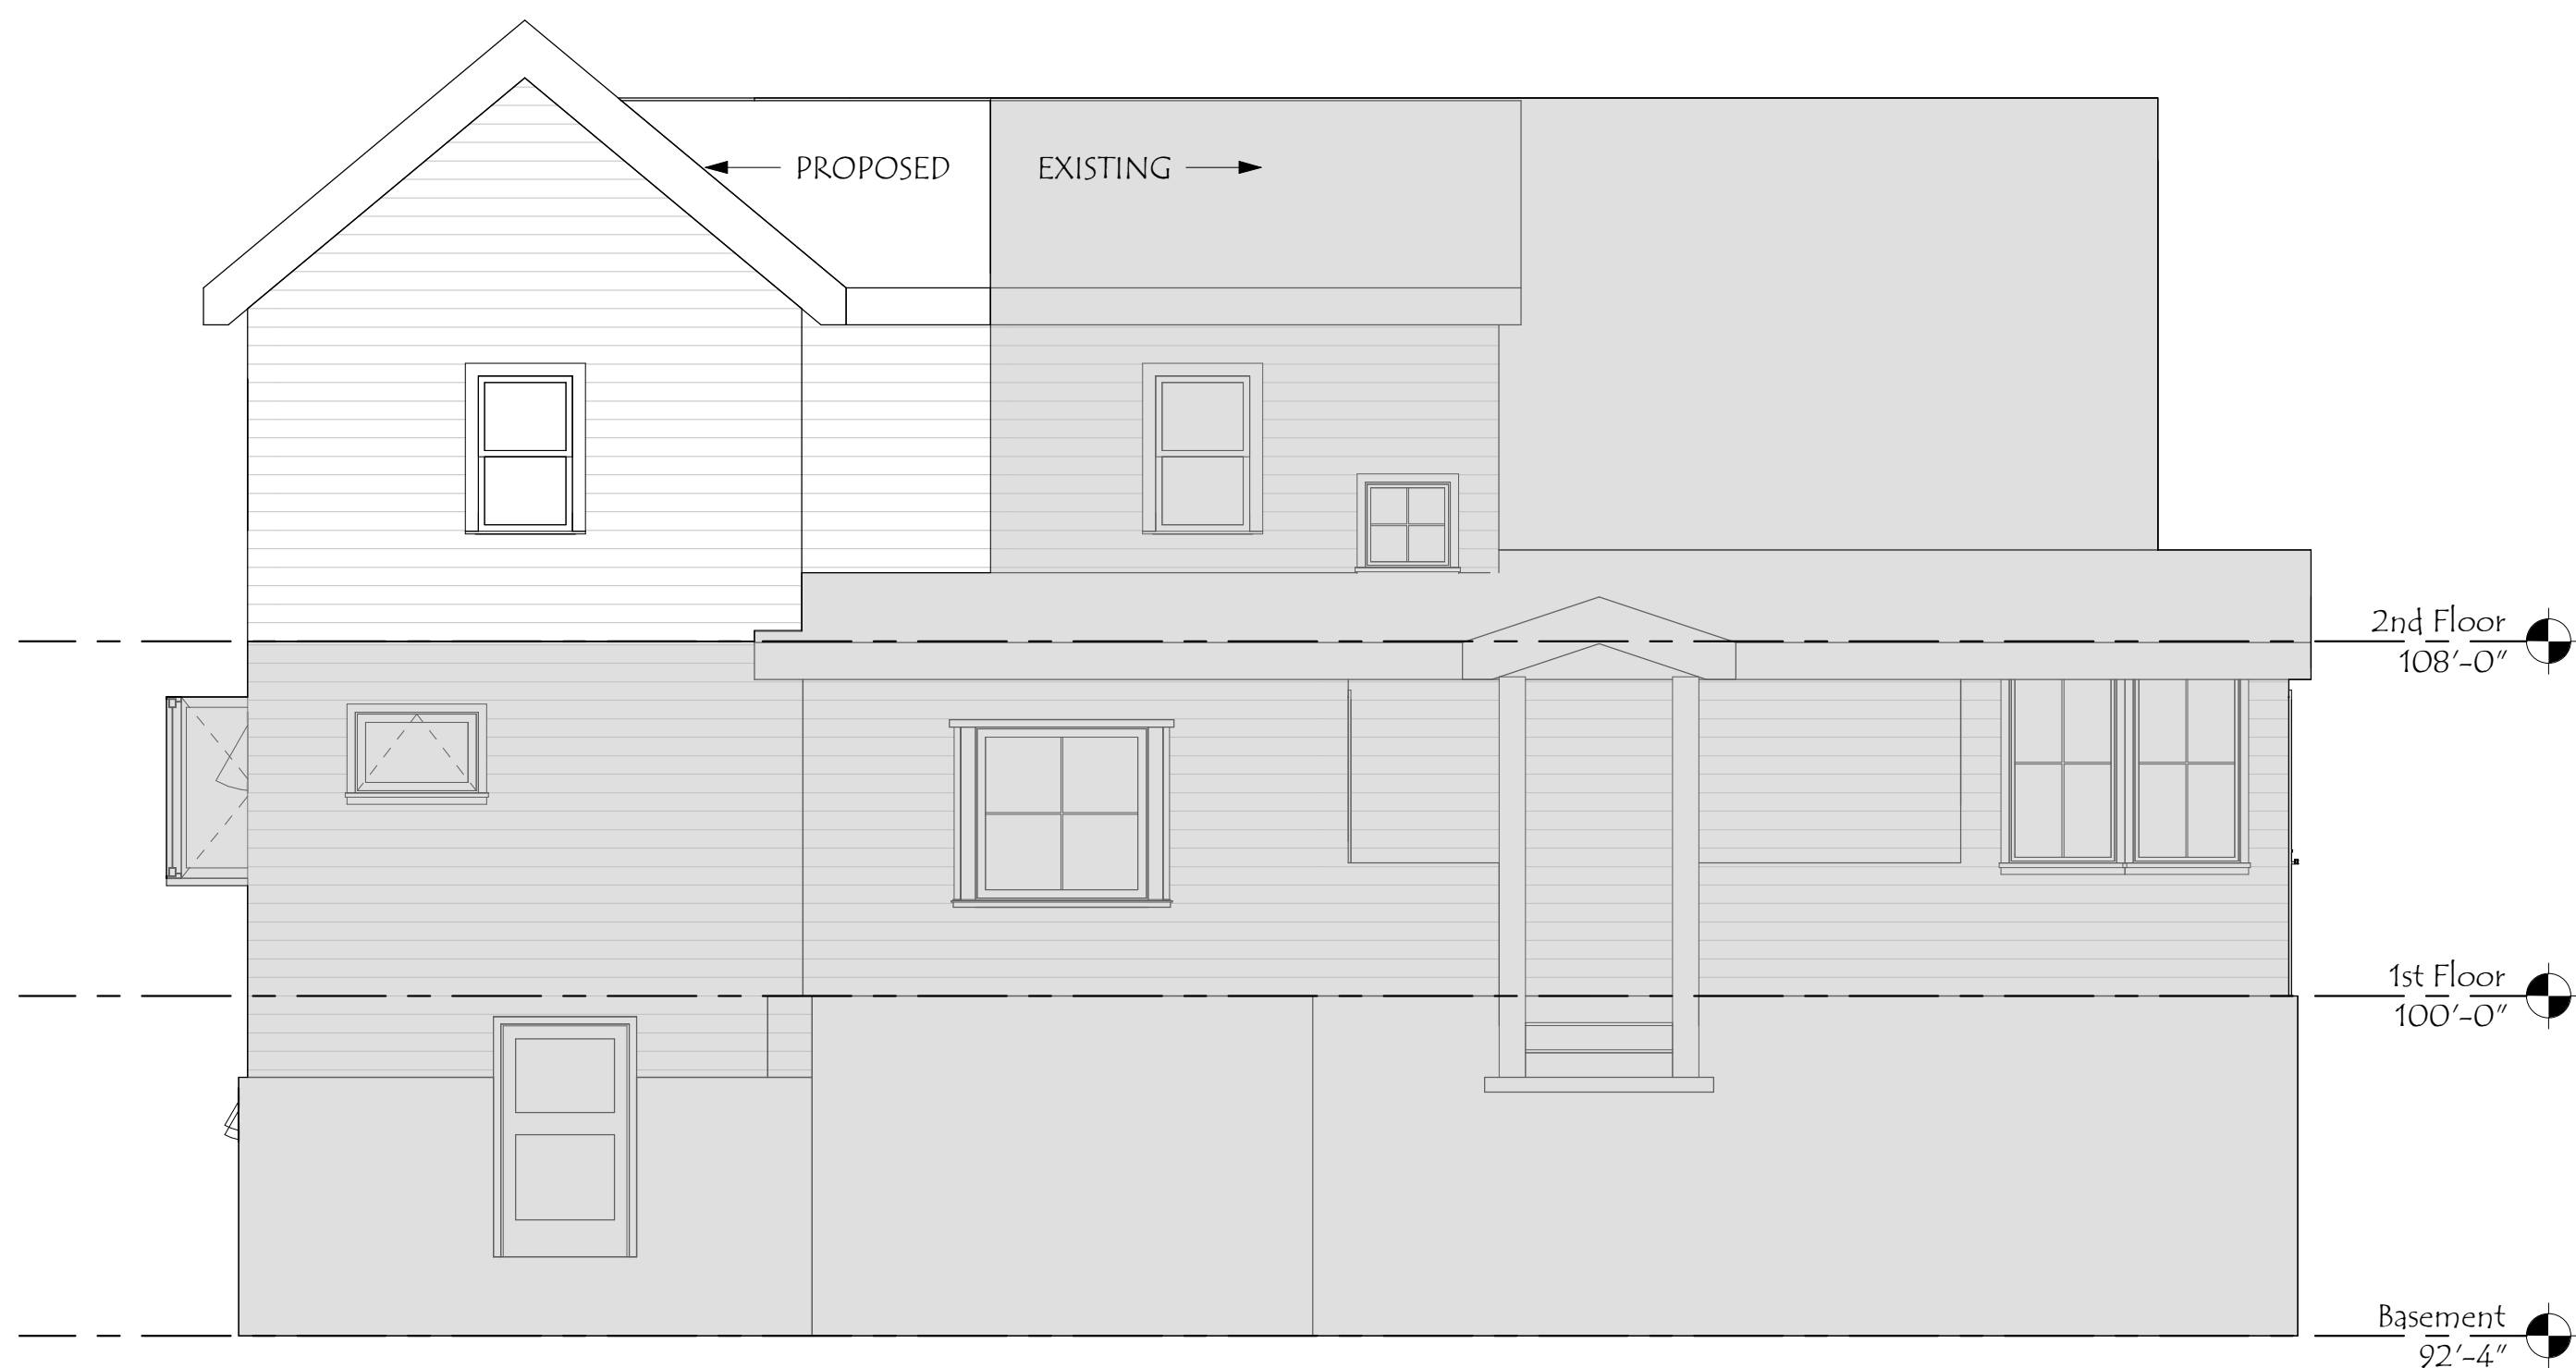 PROPOSED
EXISTING
2nd Floor
108'-0"
1st Floor
100'-0"
Basement
92'-4"